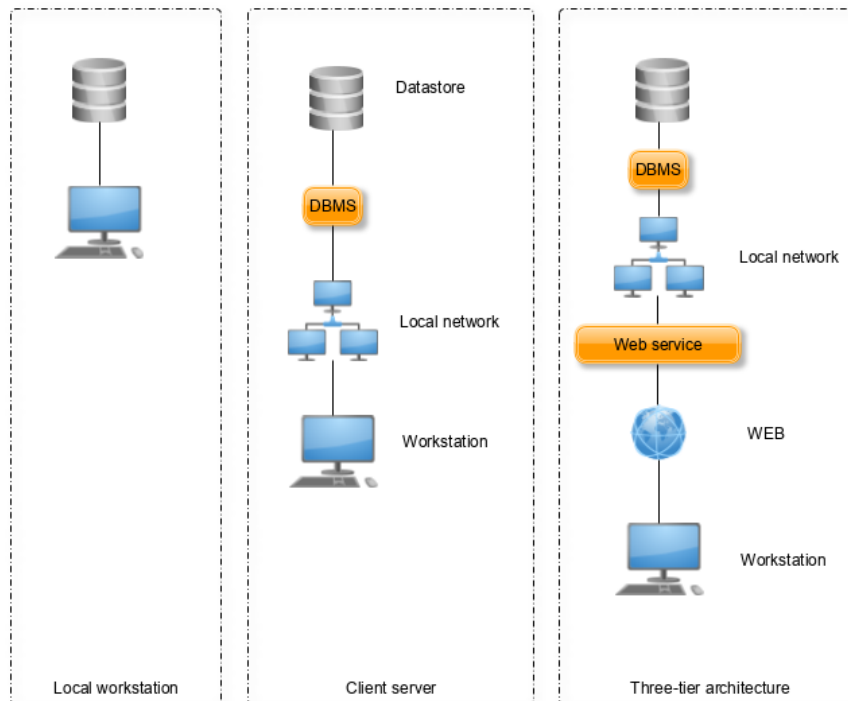 Datastore
DBMS
Local network
Workstation
DBMS
Local network
Web service
WEB
Workstation
Local workstation
Client server
Three-tier architecture